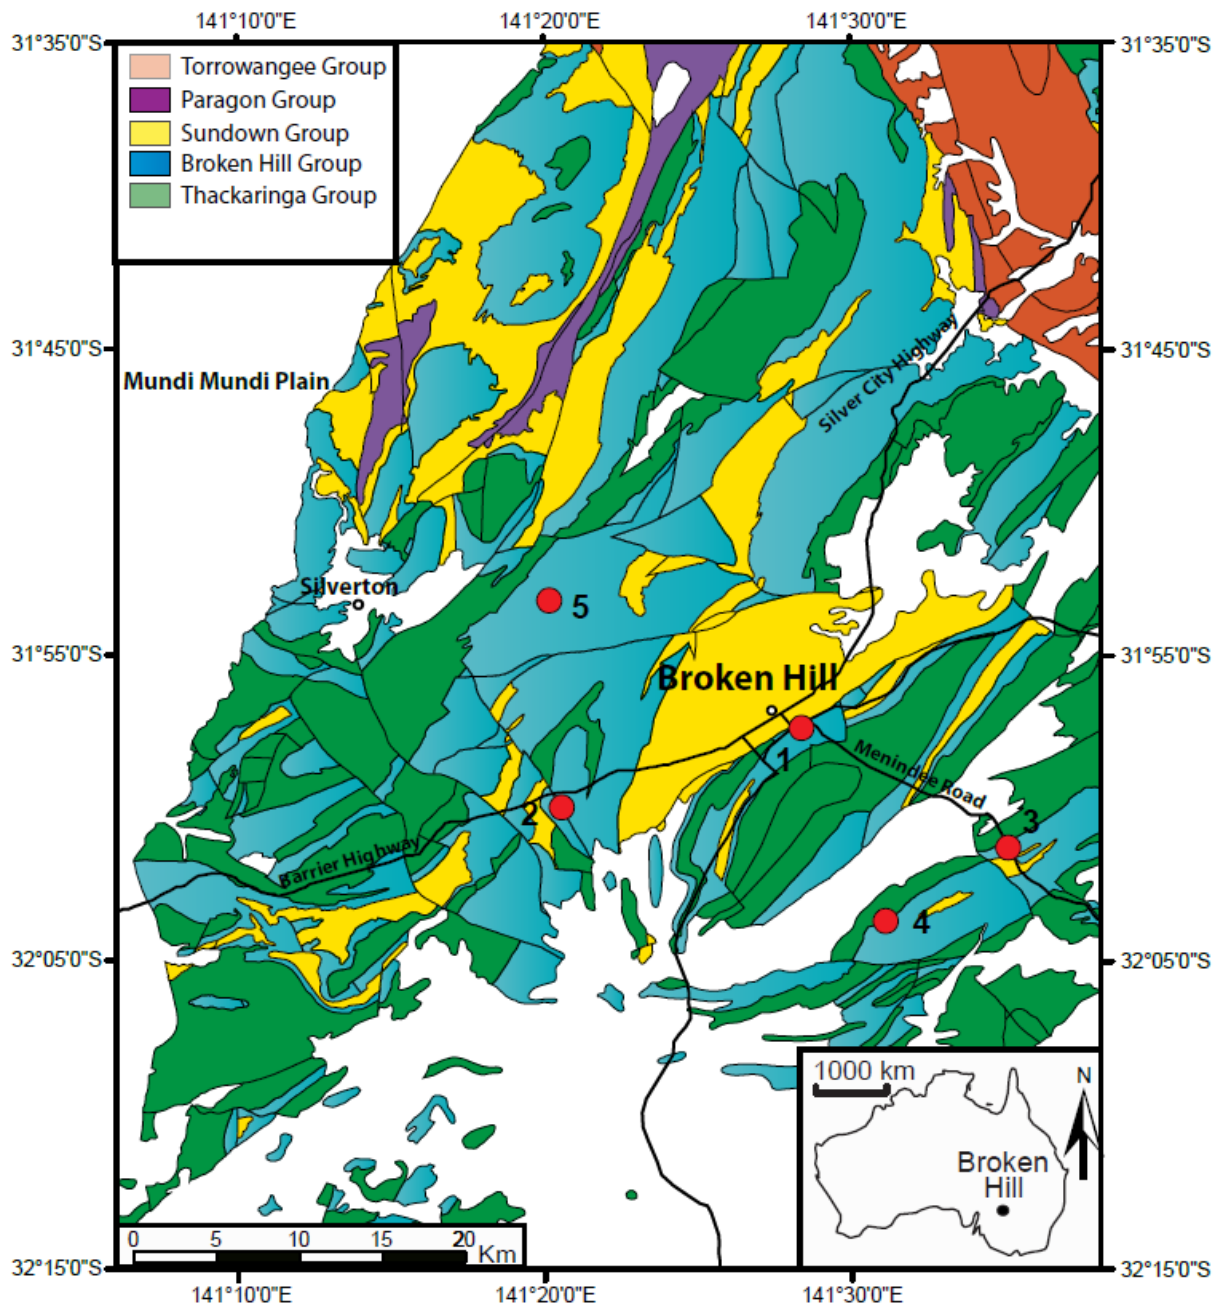 141°10'0"E 141°20'0"E 141°30'0"E
31°35'0"S 31°35'0"S
Torrowangee Group
Paragon Group
Sundown Group
Broken Hill Group
Thackaringa Group
31°45'0"S 31°45'0"S
Silver City Highway
Mundi Mundi Plain
Silverton
5
31°55'0"S 31°55'0"S
Broken Hill
1
Menindee Road
2
3
Barrier Highway
4
32°05'0"S 32°05'0"S
1000 km
N
Broken
Hill
0 5 10 15 20 Km
32°15'0"S 32°15'0"S
141°10'0"E 141°20'0"E 141°30'0"E